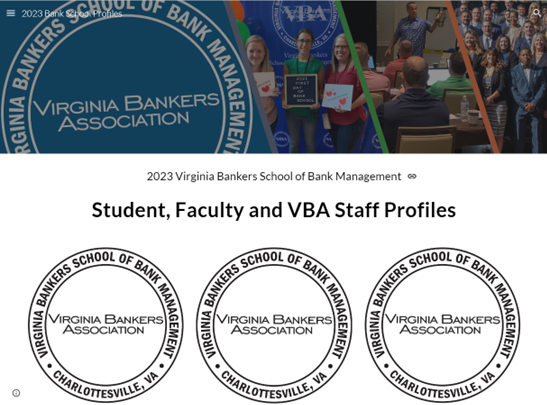 2023 Bank School Profiles
VIRGINIA BANKERS SCHOOL OF BANK MANAGEMENT
VIRGINIA BANKERS
ASSOCIATION
VBA
FIRST
DAY OF
BANK
SCHOOL
2023 Virginia Bankers School of Bank Management
Student, Faculty and VBA Staff Profiles
VIRGINIA BANKERS SCHOOL OF BANK MANAGEMENT
VIRGINIA BANKERS
ASSOCIATION
CHARLOTTESVILLE, VA
VIRGINIA BANKERS SCHOOL OF BANK MANAGEMENT
VIRGINIA BANKERS
ASSOCIATION
CHARLOTTESVILLE, VA
VIRGINIA BANKERS SCHOOL OF BANK MANAGEMENT
VIRGINIA BANKERS
ASSOCIATION
CHARLOTTESVILLE, VA